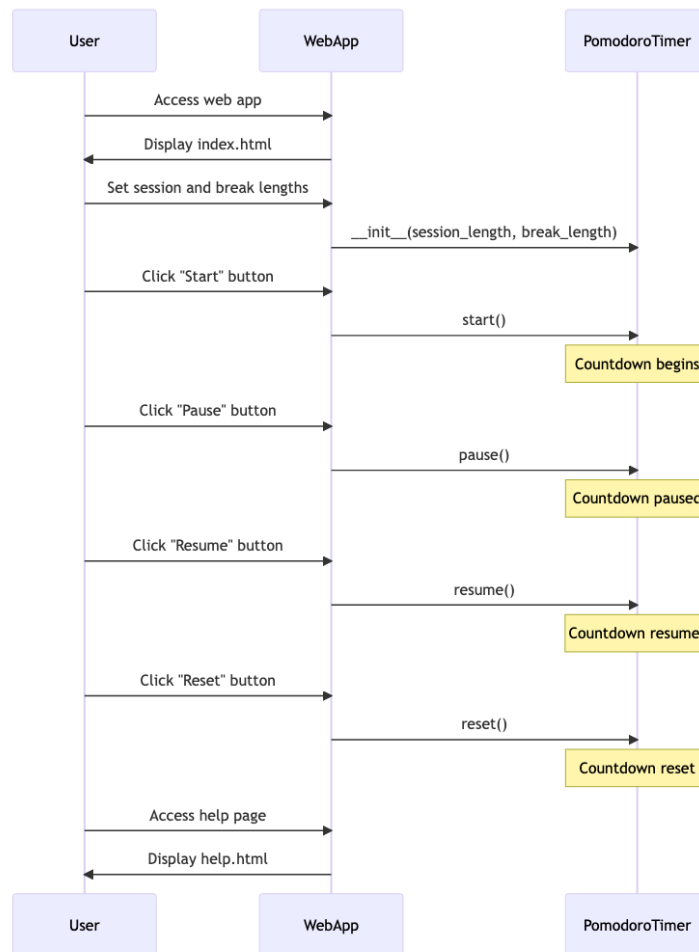 User WebApp PomodoroTimer
Access web app
Display index.html
Set session and break lengths
__init__(session_length, break_length)
Click "Start" button
start()
Countdown begins
Click "Pause" button
pause()
Countdown paused
Click "Resume" button
resume()
Countdown resume
Click "Reset" button
reset()
Countdown reset
Access help page
Display help.html
User WebApp PomodoroTimer